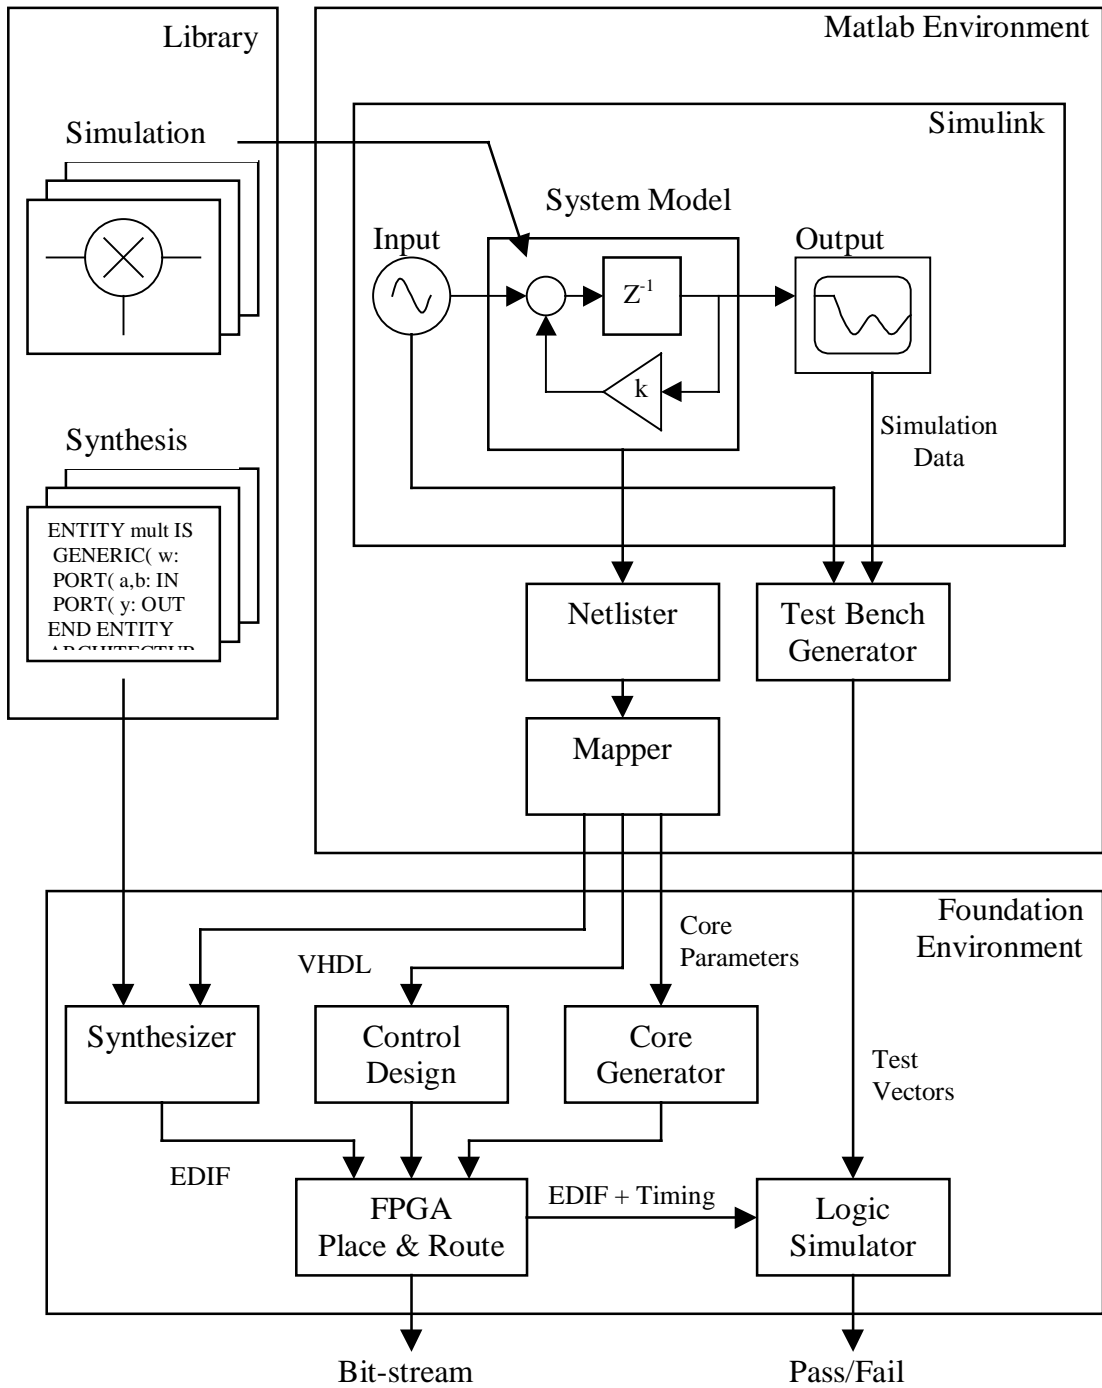 Library
Matlab Environment
Simulation
Simulink
System Model
Input
Output
Z-1
k
Simulation
Data
Synthesis
ENTITY mult IS
GENERIC( w:
PORT( a,b: IN
PORT( y: OUT
END ENTITY
ARCHITECTUR
Netlister
Test Bench
Generator
Mapper
Foundation
Environment
Core
Parameters
VHDL
Synthesizer
Control
Design
Core
Generator
Test
Vectors
EDIF
FPGA
Place & Route
EDIF + Timing
Logic
Simulator
Bit-stream
Pass/Fail